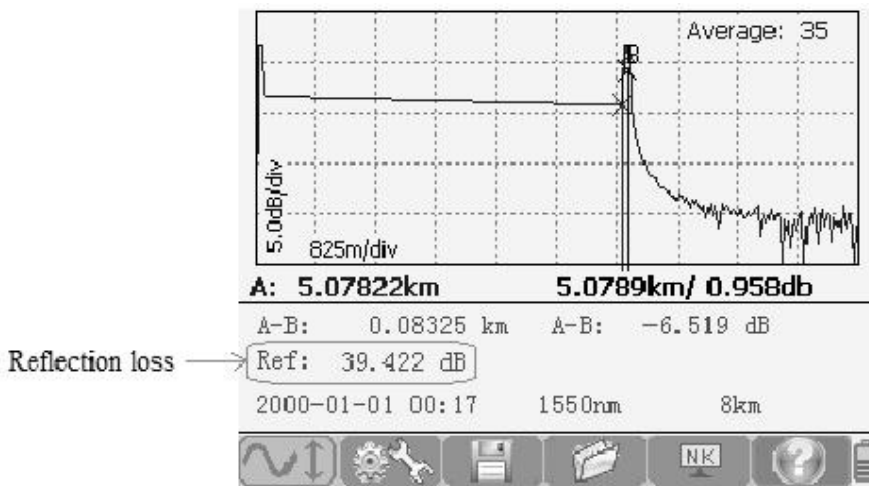 Average: 35
B
5.0dB/div
825m/div
A: 5.07822km 5.0789km/ 0.958db
A-B: 0.08325 km A-B: -6.519 dB
Reflection loss
Ref: 39.422 dB
2000-01-01 00:17 1550nm 8km
NK
?